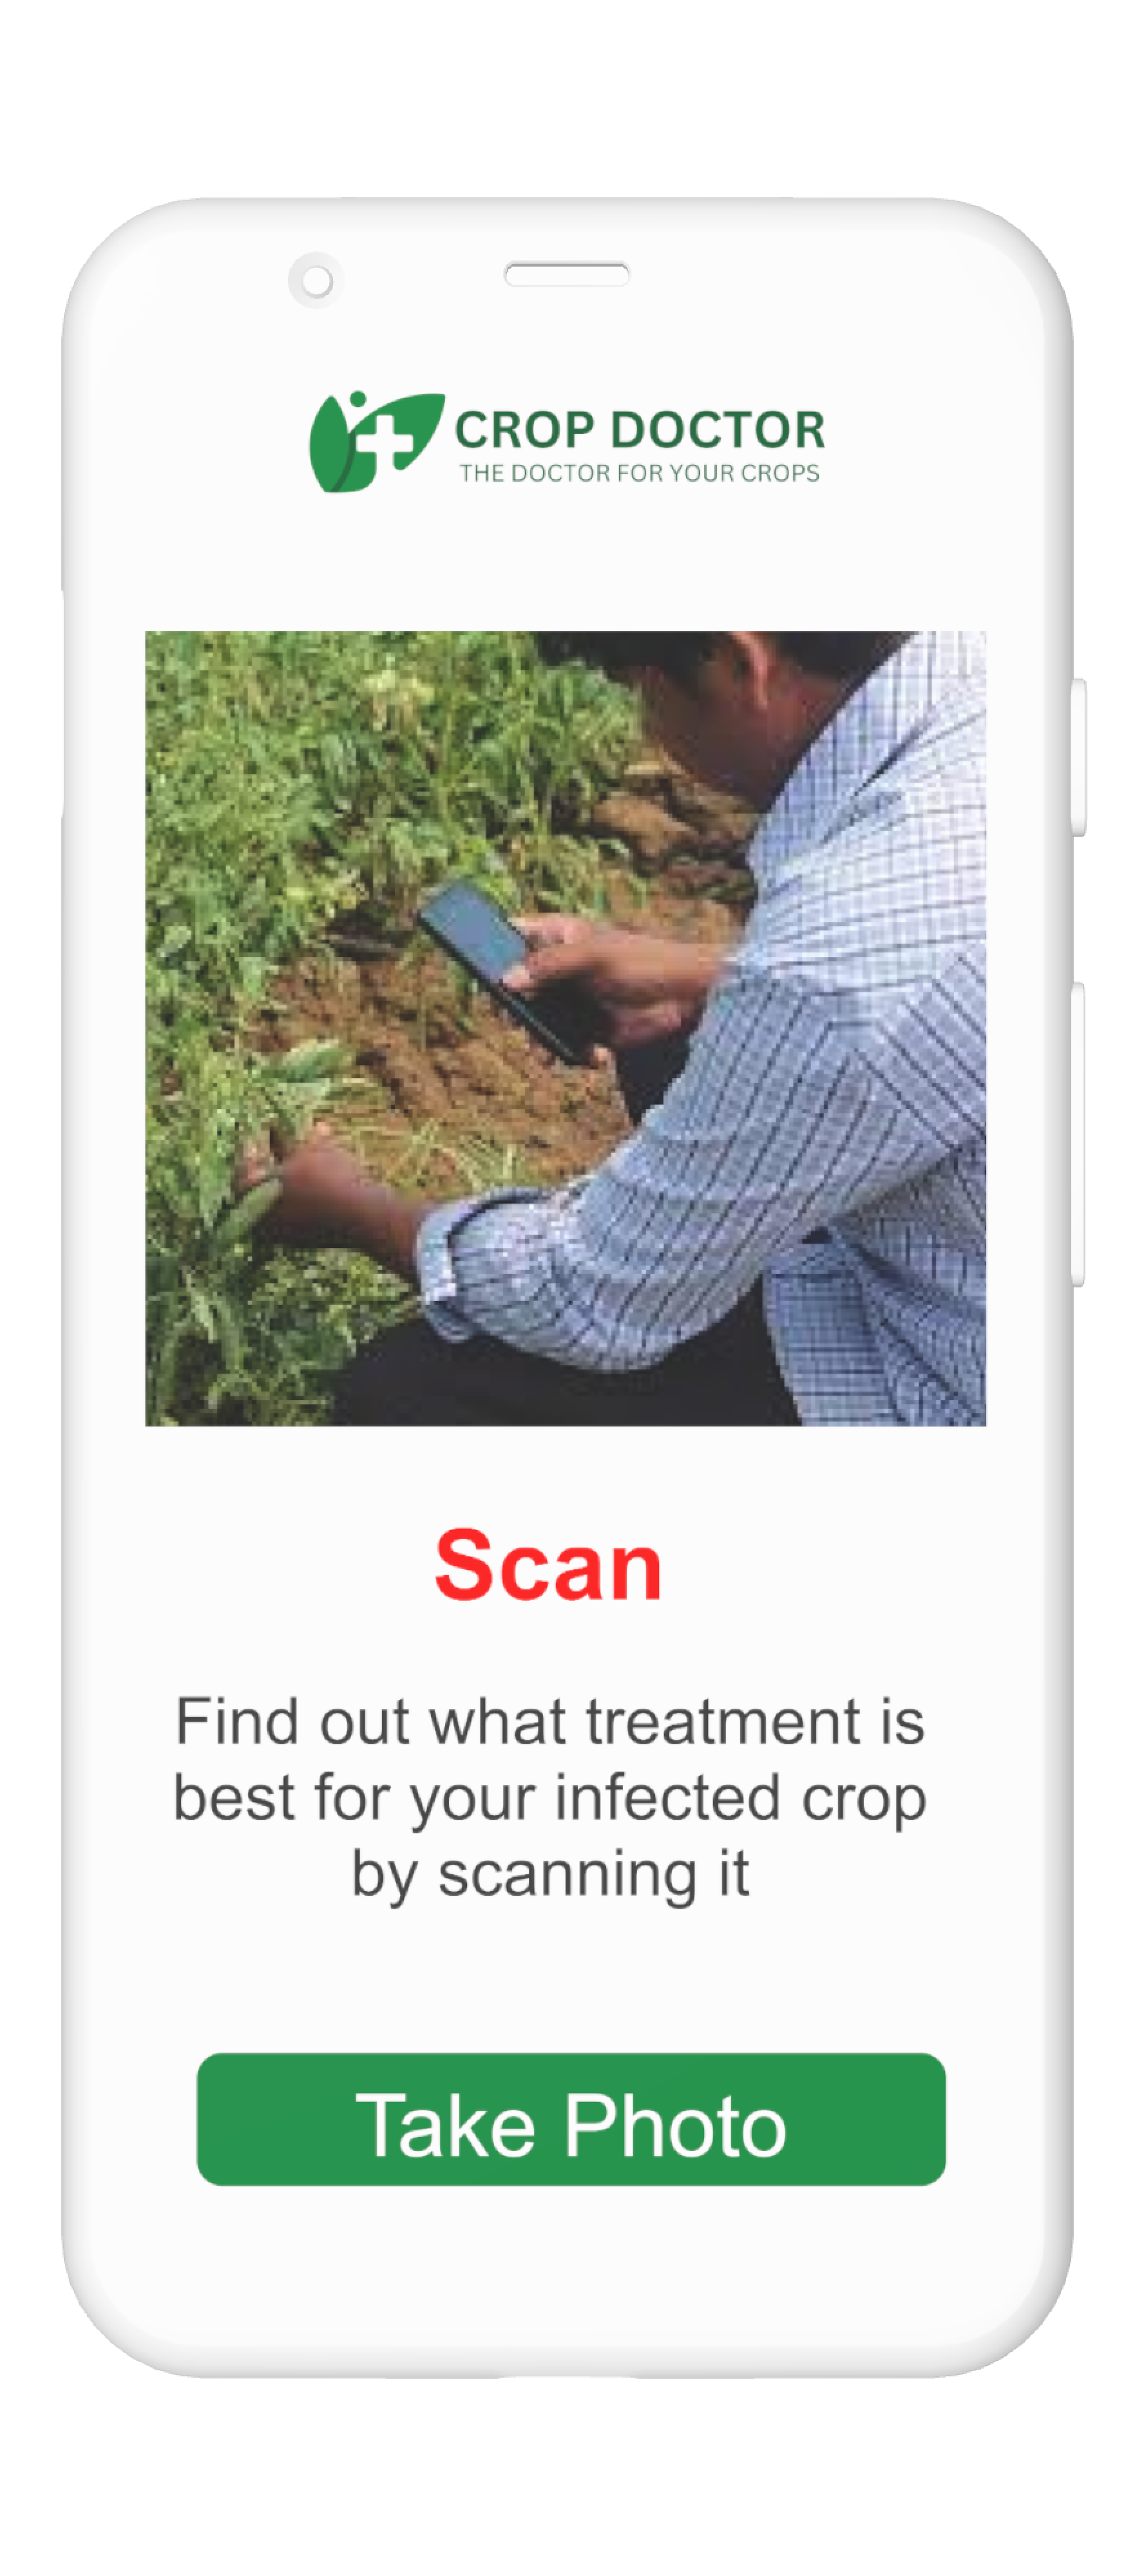 CROP DOCTOR
THE DOCTOR FOR YOUR CROPS
Scan
Find out what treatment is
best for your infected crop
by scanning it
Take Photo